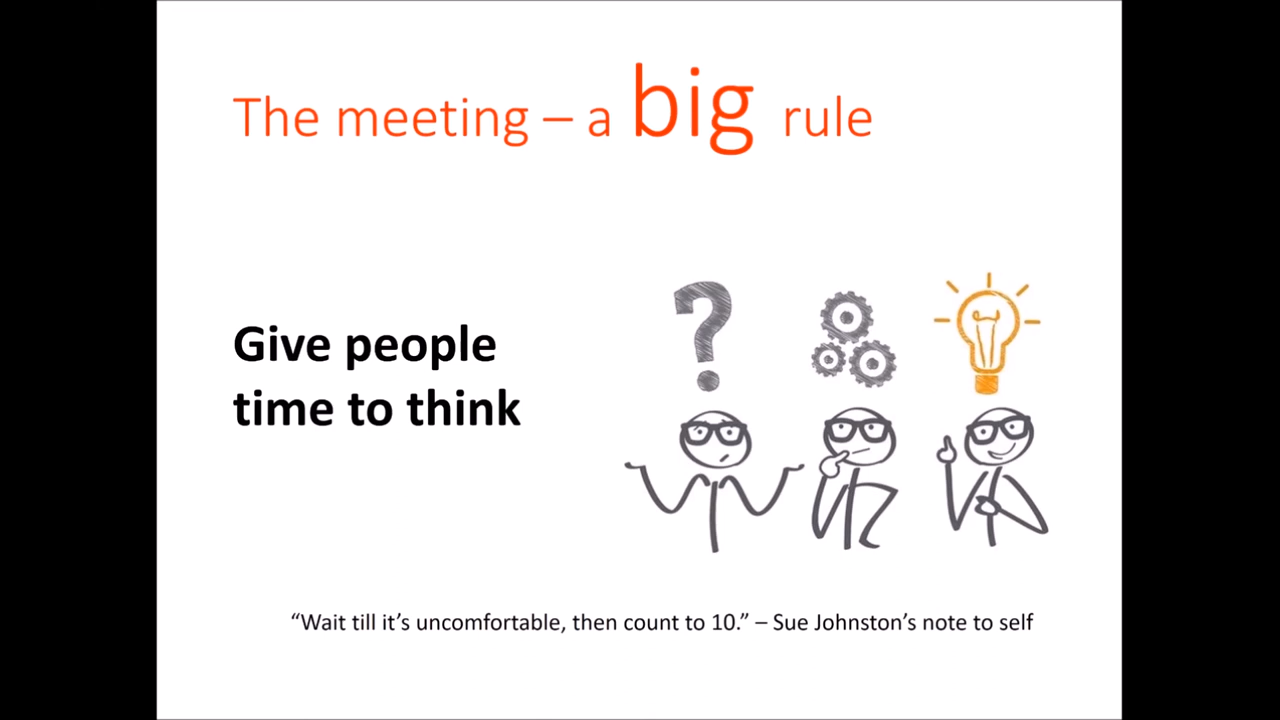 The meeting – a big rule
Give people
time to think
“Wait till it’s uncomfortable, then count to 10.” – Sue Johnston’s note to self